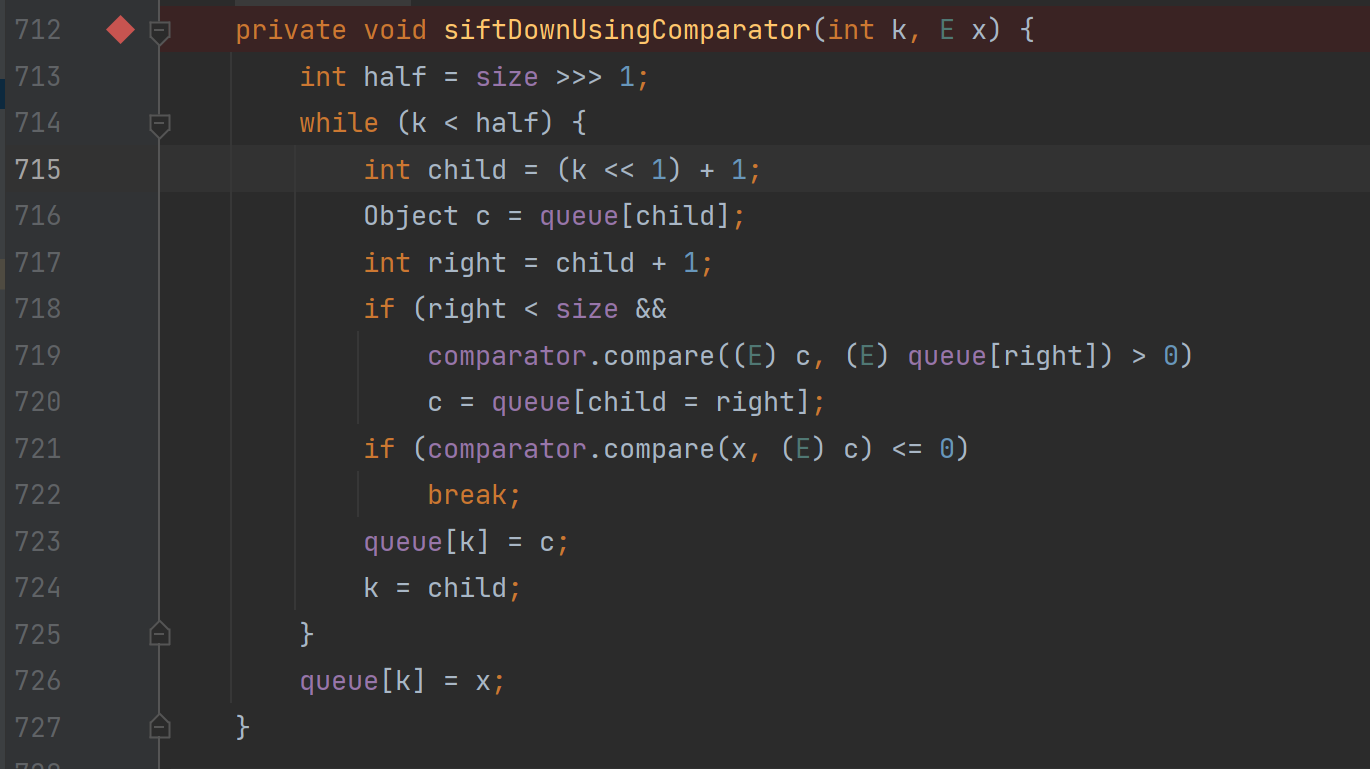 712 private void siftDownUsingComparator(int k, E x) {
713 int half = size >>> 1;
714 while (k < half) {
715 int child = (k << 1) + 1;
716 Object c = queue[child];
717 int right = child + 1;
718 if (right < size &&
719 comparator.compare((E) c, (E) queue[right]) > 0)
720 c = queue[child = right];
721 if (comparator.compare(x, (E) c) <= 0)
722 break;
723 queue[k] = c;
724 k = child;
725 }
726 queue[k] = x;
727 }